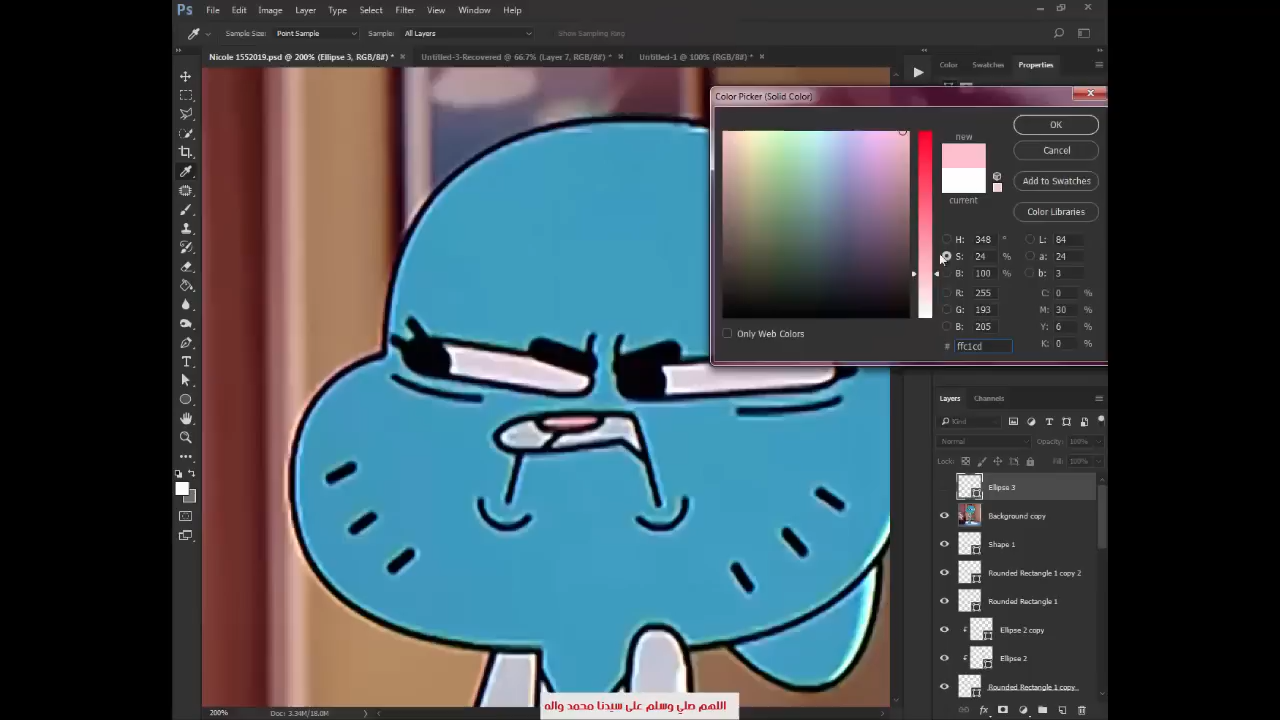 Ps File Edit Image Layer Type Select Filter View Window Help
Sample Size: Point Sample Sample: All Layers Show Sampling Ring
Nicole 1552019.psd @ 200% (Ellipse 3, RGB/8#) * × Untitled-3-Recovered @ 66.7% (Layer 7, RGB/8#) * × Untitled-1 @ 100% (RGB/8#) * ×
Color Swatches Properties
Color Picker (Solid Color)
new
current
OK
Cancel
Add to Swatches
Color Libraries
H: 348 ° L: 84
S: 24 % a: 24
B: 100 % b: 3
R: 255 C: 0 %
G: 193 M: 30 %
B: 205 Y: 6 %
# ffc1cd K: 0 %
Only Web Colors
Layers Channels
Kind
Normal Opacity: 100%
Lock: Fill: 100%
Ellipse 3
Background copy
Shape 1
Rounded Rectangle 1 copy 2
Rounded Rectangle 1
Ellipse 2 copy
Ellipse 2
Rounded Rectangle 1 copy
اللهم صلي وسلم على سيدنا محمد واله
200% Doc: 3.34M/18.0M